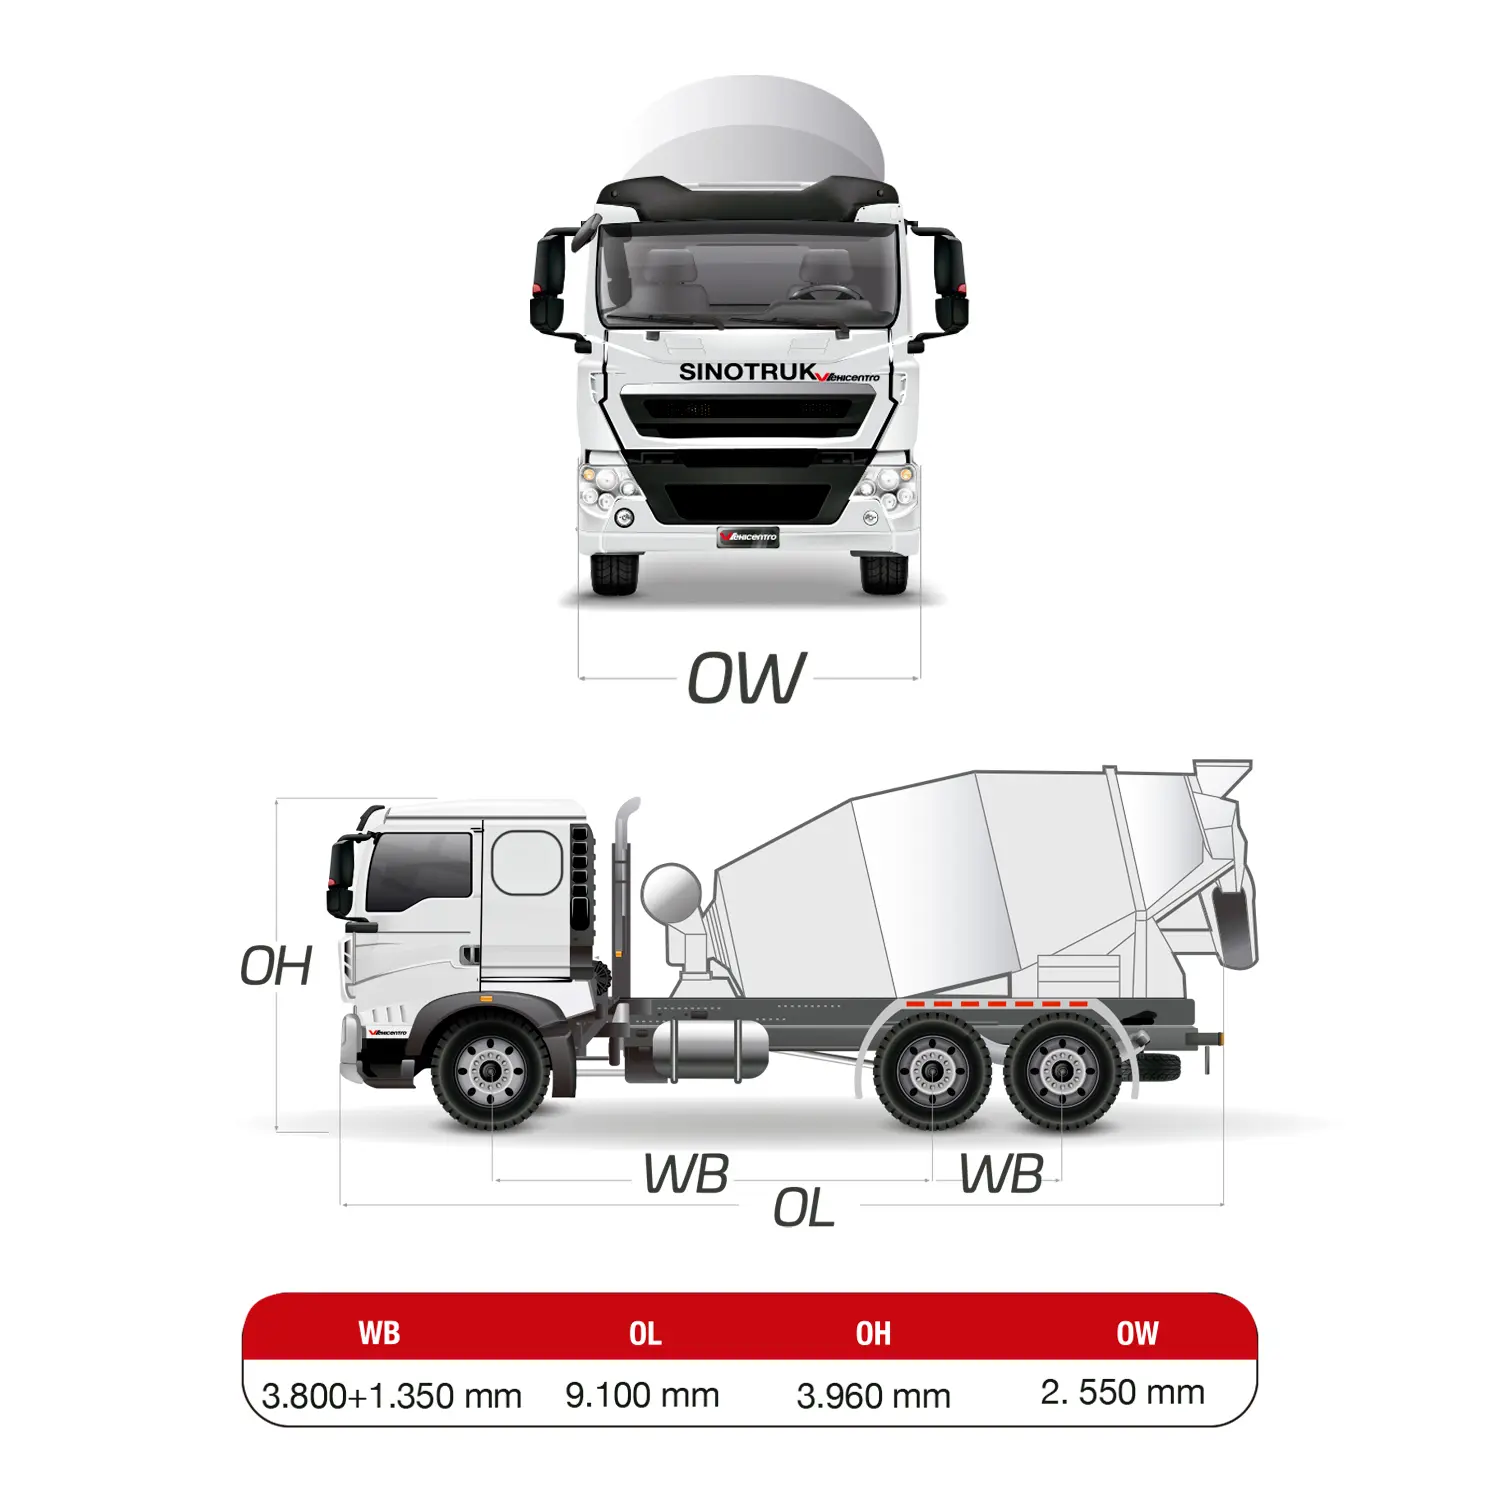 SINOTRUK VEHICENTRO
VEHICENTRO
OW
OH
VEHICENTRO
WB WB
OL
WB OL OH OW
3.800+1.350 mm 9.100 mm 3.960 mm 2. 550 mm